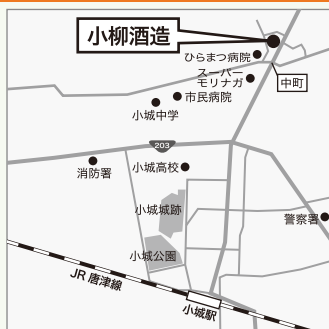 小柳酒造
ひらまつ病院
スーパー
モリナガ
中町
市民病院
小城中学
203
消防署
小城高校
小城城跡
警察署
小城公園
JR 唐津線
小城駅